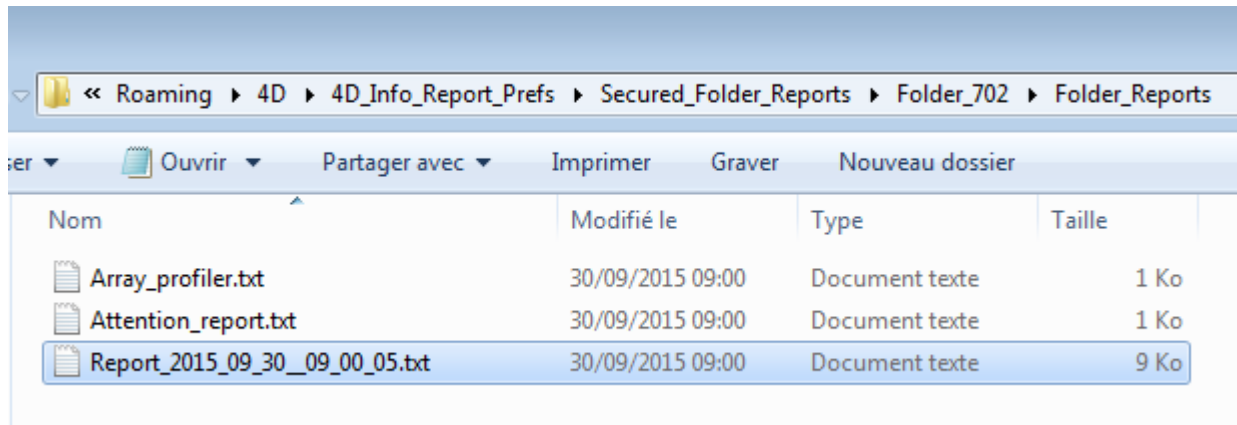 « Roaming ▸ 4D ▸ 4D_Info_Report_Prefs ▸ Secured_Folder_Reports ▸ Folder_702 ▸ Folder_Reports
Ouvrir Partager avec Imprimer Graver Nouveau dossier
Nom Modifié le Type Taille
Array_profiler.txt 30/09/2015 09:00 Document texte 1 Ko
Attention_report.txt 30/09/2015 09:00 Document texte 1 Ko
Report_2015_09_30__09_00_05.txt 30/09/2015 09:00 Document texte 9 Ko